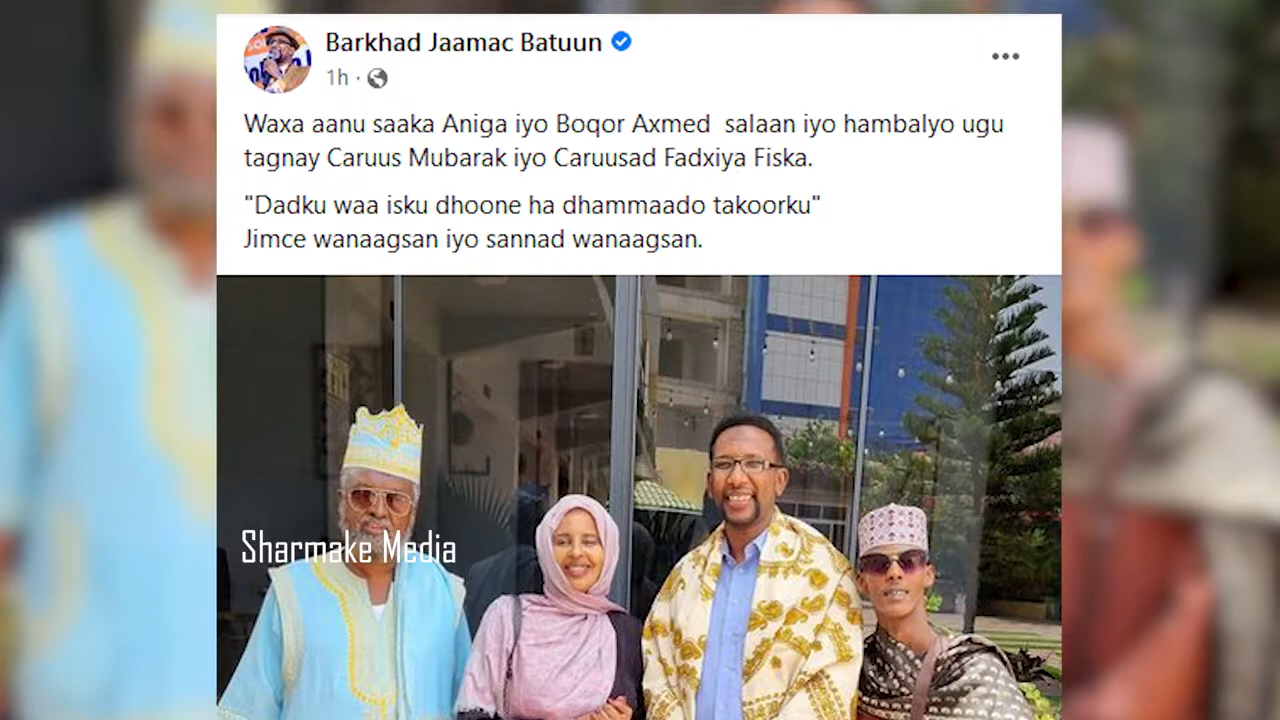 Barkhad Jaamac Batuun
1h ·
Waxa aanu saaka Aniga iyo Boqor Axmed salaan iyo hambalyo ugu
tagnay Caruus Mubarak iyo Caruusad Fadxiya Fiska.
"Dadku waa isku dhoone ha dhammaado takoorku"
Jimce wanaagsan iyo sannad wanaagsan.
Sharmake Media